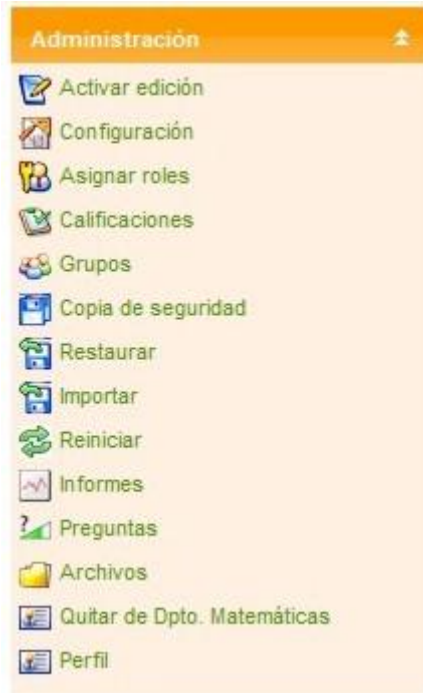 Administración
Activar edición
Configuración
Asignar roles
Calificaciones
Grupos
Copia de seguridad
Restaurar
Importar
Reiniciar
Informes
Preguntas
Archivos
Quitar de Dpto. Matemáticas
Perfil